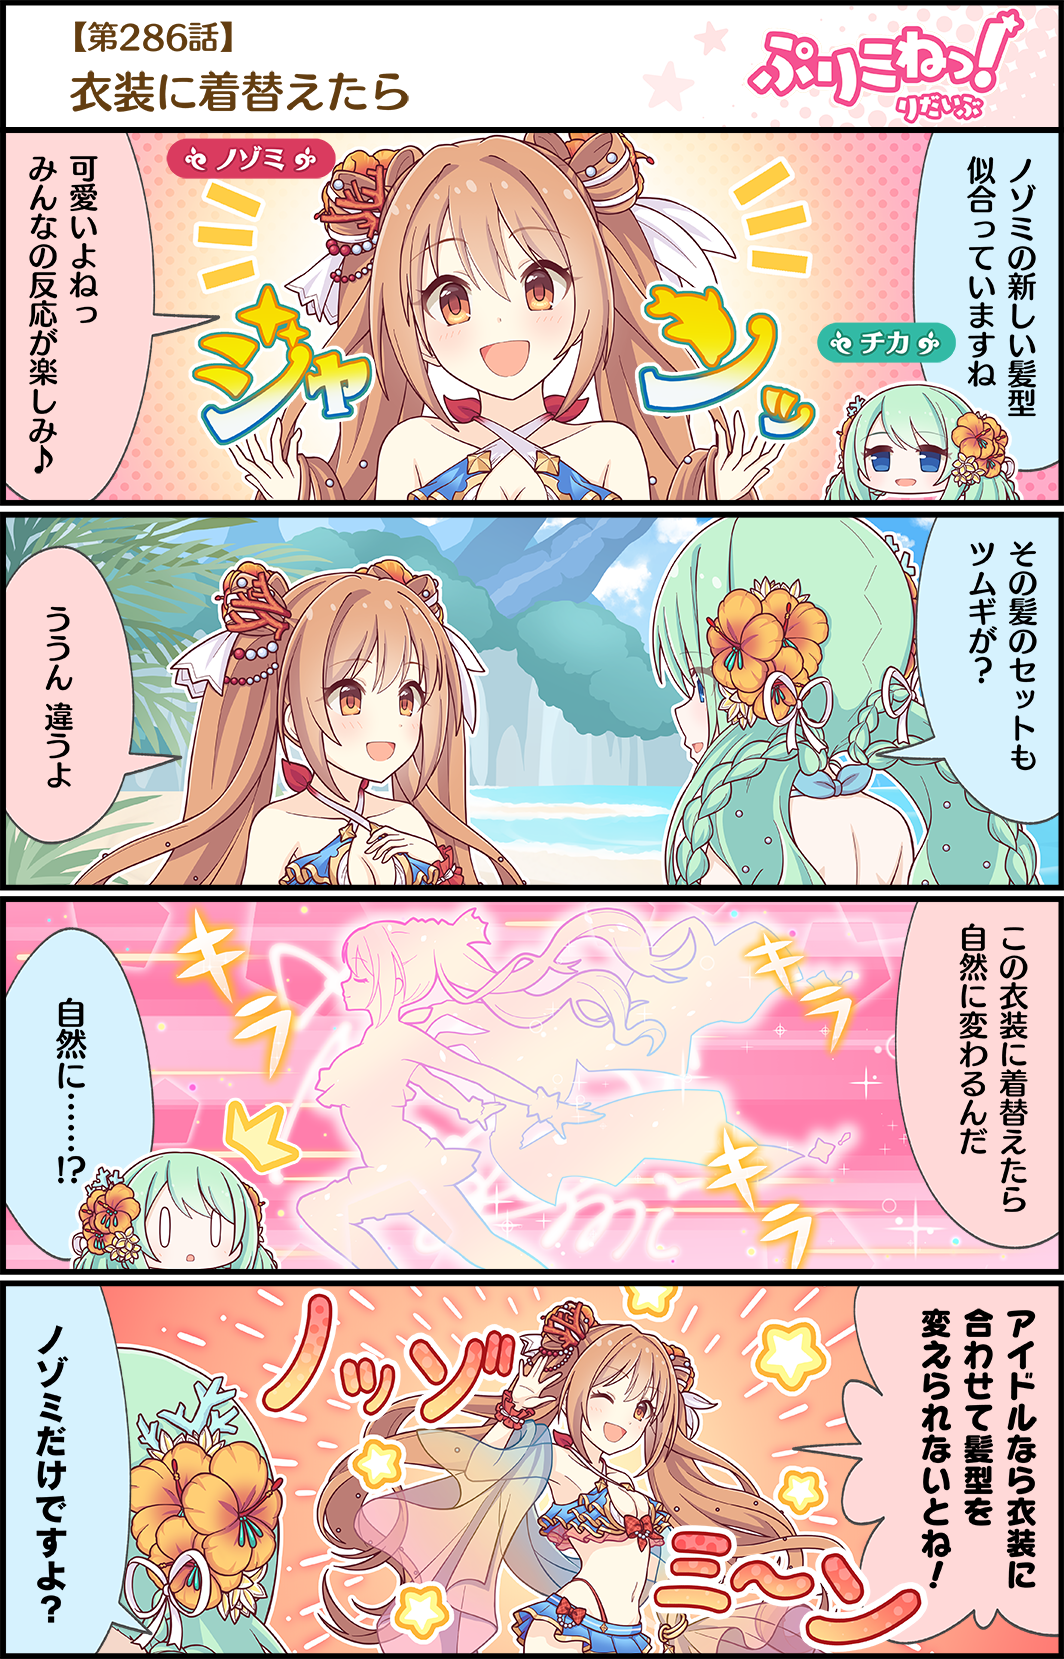 【第286話】
衣装に着替えたら
ぷりこねっ!
りだいぶ
ノゾミの新しい髪型
似合っていますね
ノゾミ
チカ
ジャ
ンッ
可愛いよねっ
みんなの反応が楽しみ♪
その髪のセットも
ツムギが?
ううん 違うよ
この衣装に着替えたら
自然に変わるんだ
キラ
キラ
キラ
自然に……!?
アイドルなら衣装に
合わせて髪型を
変えられないとね!
ノッゾ
ミ〜ン
ノゾミだけですよ?